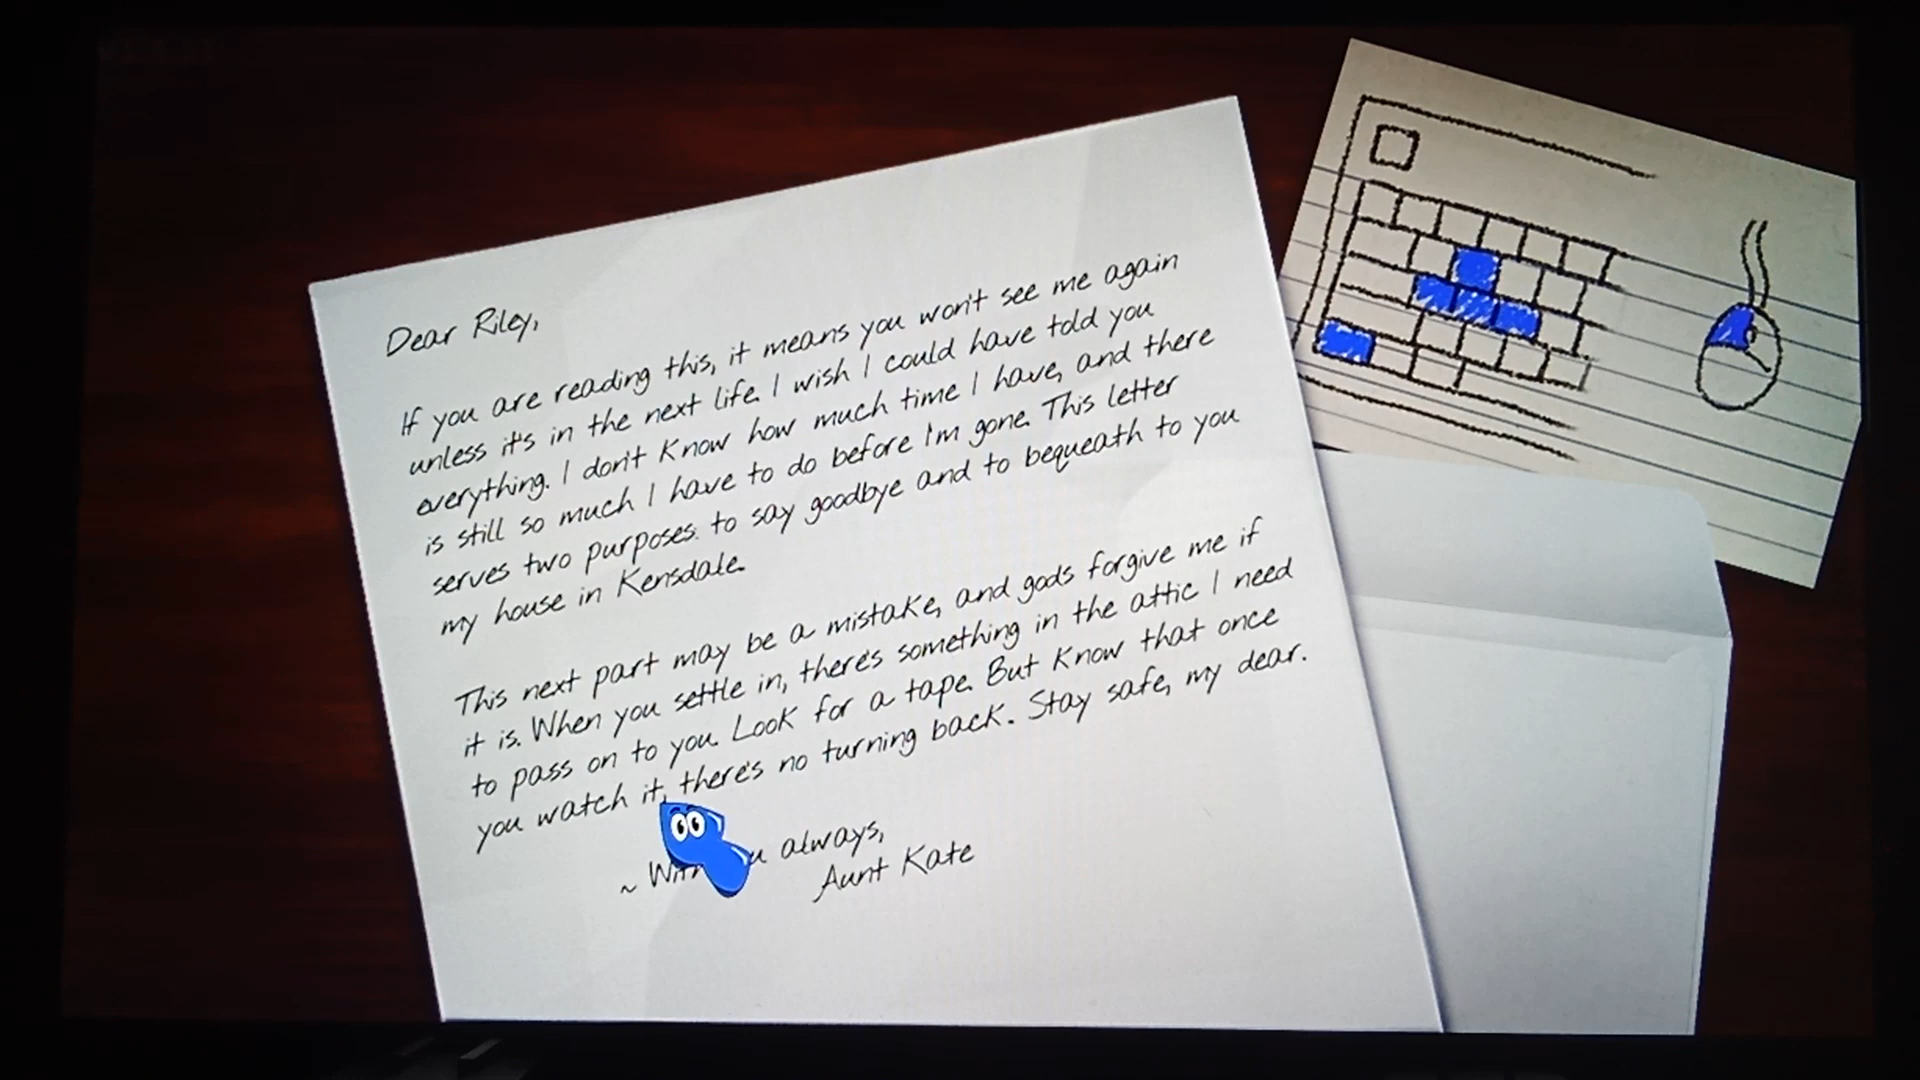 Dear Riley,
If you are reading this, it means you won't see me again
unless it's in the next life. I wish I could have told you
everything. I don't know how much time I have, and there
is still so much I have to do before I'm gone. This letter
serves two purposes: to say goodbye and to bequeath to you
my house in Kensdale.
This next part may be a mistake, and gods forgive me if
it is. When you settle in, there's something in the attic I need
to pass on to you. Look for a tape. But know that once
you watch it, there's no turning back. Stay safe, my dear.
~ always,
Aunt Kate